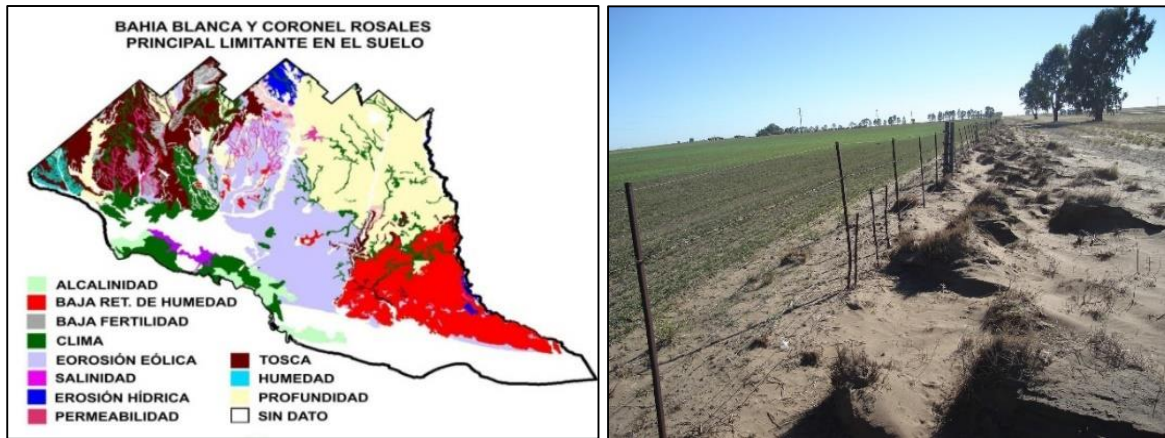 BAHIA BLANCA Y CORONEL ROSALES
PRINCIPAL LIMITANTE EN EL SUELO
ALCALINIDAD
BAJA RET. DE HUMEDAD
BAJA FERTILIDAD
CLIMA
EOROSIÓN EÓLICA
SALINIDAD
EROSIÓN HÍDRICA
PERMEABILIDAD
TOSCA
HUMEDAD
PROFUNDIDAD
SIN DATO